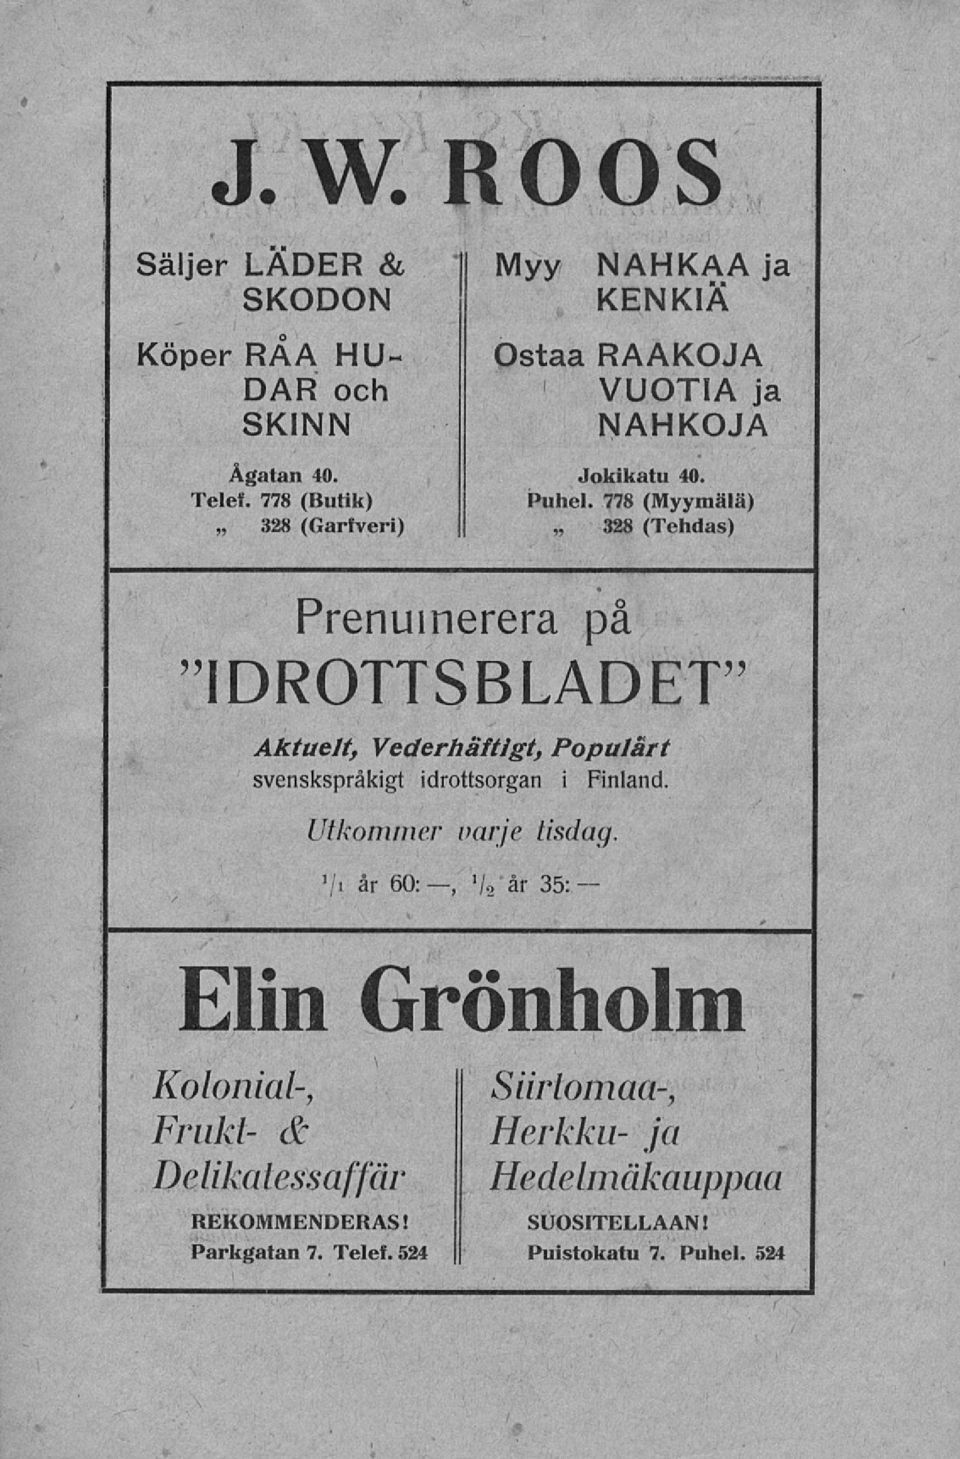 J. W. ROOS
Säljer LÄDER &
SKODON
Köper RÅA HU-
DAR och
SKINN
Ågatan 40.
Telef. 778 (Butik)
„ 328 (Garfveri)
Myy NAHKAA ja
KENKIÄ
Ostaa RAAKOJA
VUOTIA ja
NAHKOJA
Jokikatu 40.
Puhel. 778 (Myymälä)
„ 328 (Tehdas)
Prenumerera på
”IDROTTSBLADET”
Aktuelt, Vederhäftigt, Populärt
svenskspråkigt idrottsorgan i Finland.
Utkommer varje tisdag.
¹/₁ år 60: —, ¹/₂ år 35: —
Elin Grönholm
Kolonial-,
Frukt- &
Delikatessaffär
REKOMMENDERAS!
Parkgatan 7. Telef. 524
Siirtomaa-,
Herkku- ja
Hedelmäkauppaa
SUOSITELLAAN!
Puistokatu 7. Puhel. 524